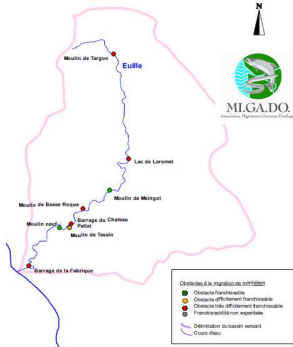 N
Moulin de Targon
Euille
MI.GA.DO.
Association Migrateurs Garonne Dordogne
Lac de Laromet
Moulin de Meingot
Moulin de Basse Roque
Barrage du Chateau
Pellet
Moulin neuf
Moulin de Tassin
Barrage de la Fabrique
Obstacles à la migration de montaison
Obstacle franchissable
Obstacle difficilement franchissable
Obstacle très difficilement franchissable
Franchissabilité non expertisée
Délimitation du bassin versant
Cours d'eau